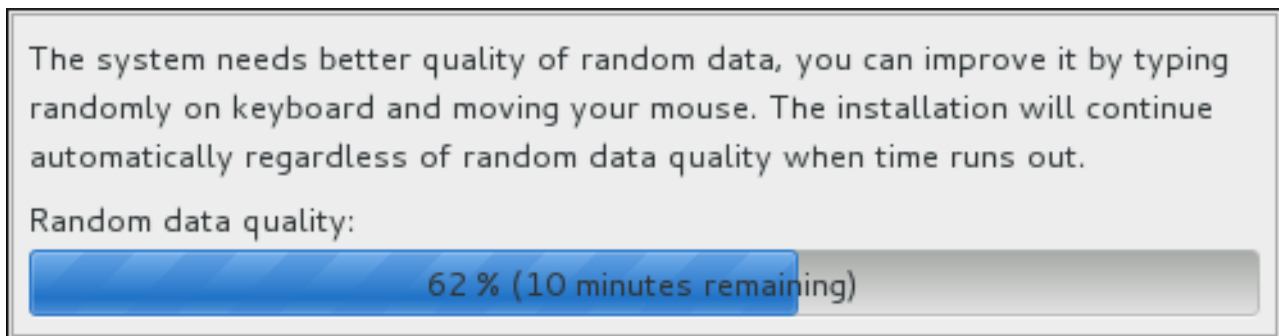 The system needs better quality of random data, you can improve it by typing
randomly on keyboard and moving your mouse. The installation will continue
automatically regardless of random data quality when time runs out.
Random data quality:
62 % (10 minutes remaining)